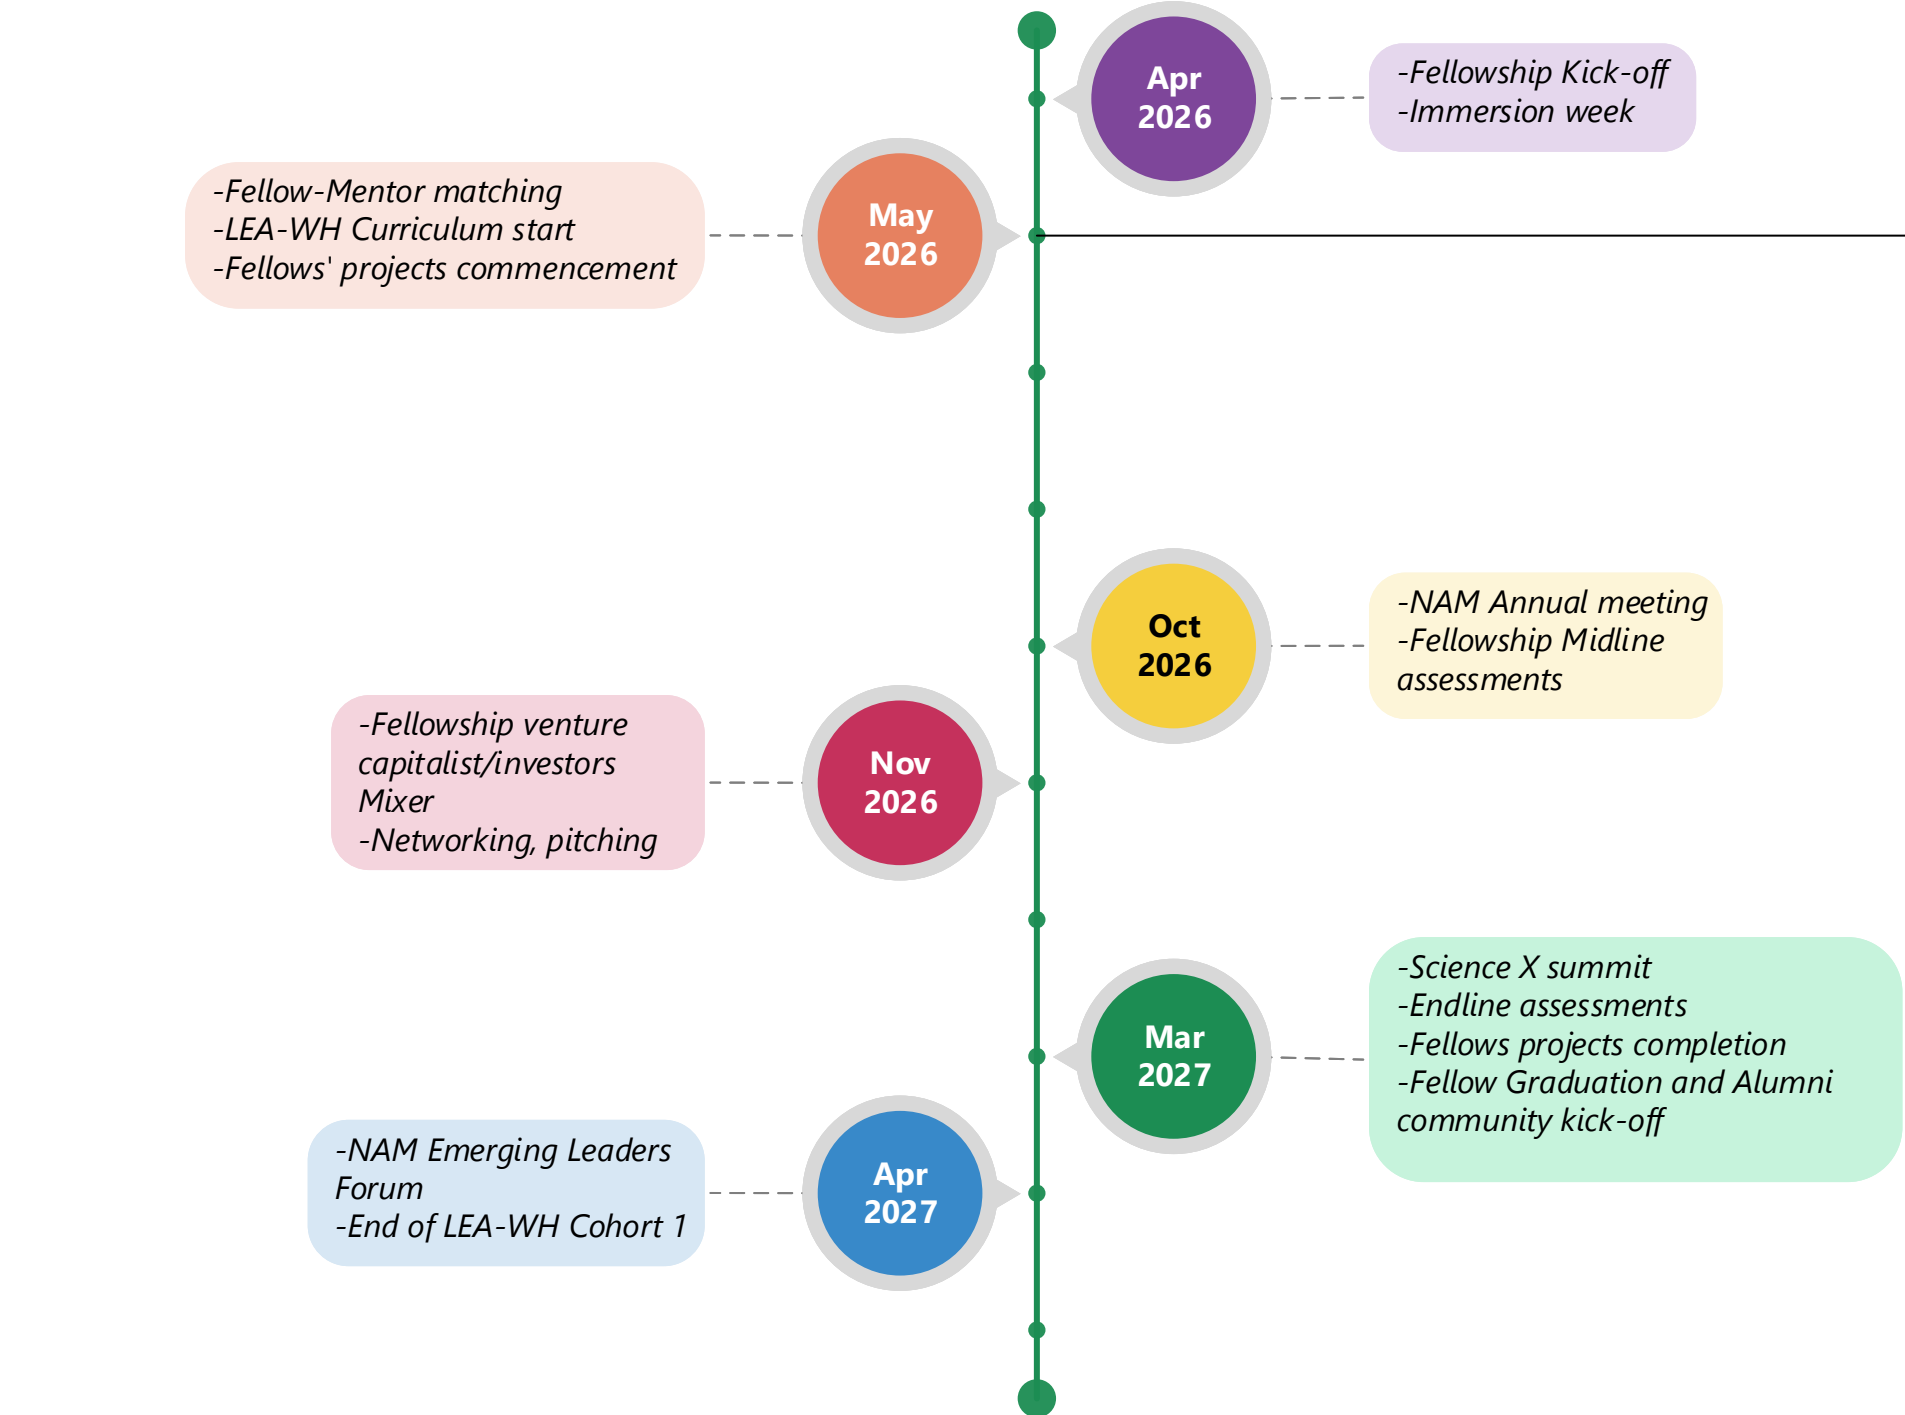 Apr
2026
-Fellowship Kick-off
-Immersion week
May
2026
-Fellow-Mentor matching
-LEA-WH Curriculum start
-Fellows' projects commencement
Oct
2026
-NAM Annual meeting
-Fellowship Midline
assessments
Nov
2026
-Fellowship venture
capitalist/investors
Mixer
-Networking, pitching
Mar
2027
-Science X summit
-Endline assessments
-Fellows projects completion
-Fellow Graduation and Alumni
community kick-off
Apr
2027
-NAM Emerging Leaders
Forum
-End of LEA-WH Cohort 1